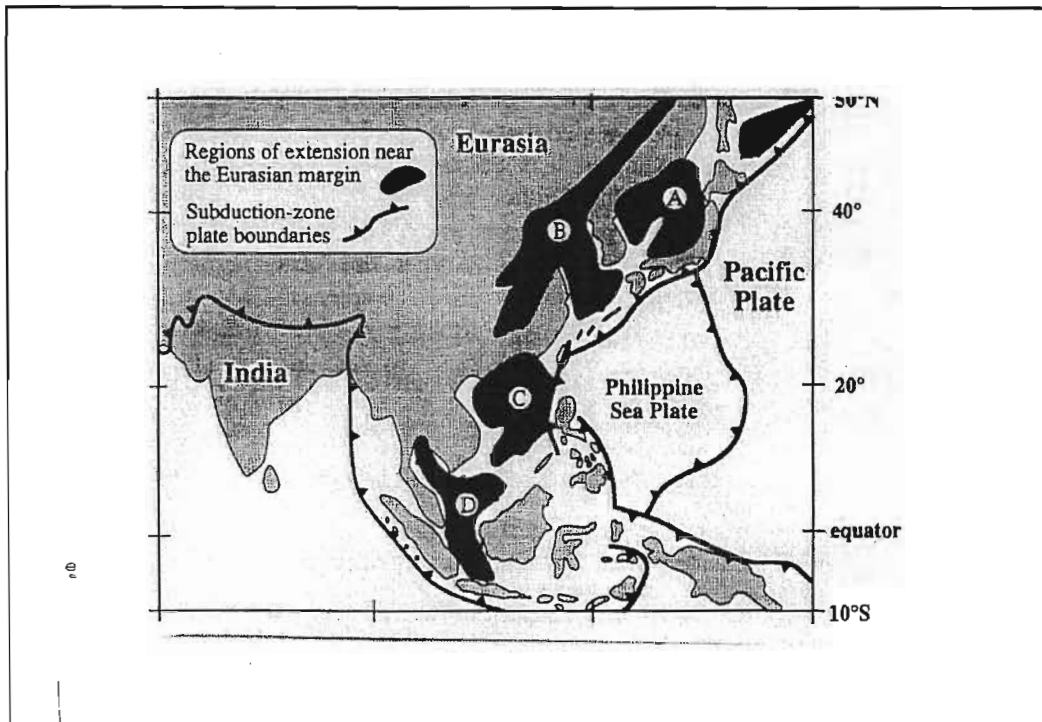 50°N
Eurasia
Regions of extension near
the Eurasian margin
Subduction-zone
plate boundaries
A
B
40°
Pacific
Plate
India
Philippine
Sea Plate
20°
C
D
equator
10°S